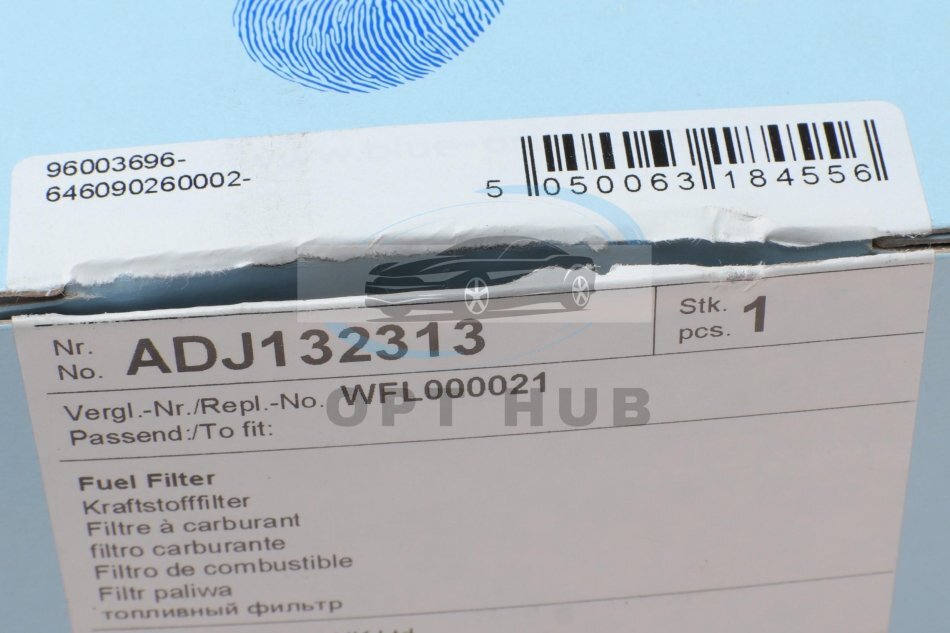 96003696-
646090260002-
5 050063 184556
Nr.
No. ADJ132313
Stk.
pcs. 1
Vergl.-Nr./Repl.-No. WFL000021
Passend:/To fit:
OPT HUB
Fuel Filter
Kraftstofffilter
Filtre à carburant
filtro carburante
Filtro de combustible
Filtr paliwa
топливный фильтр